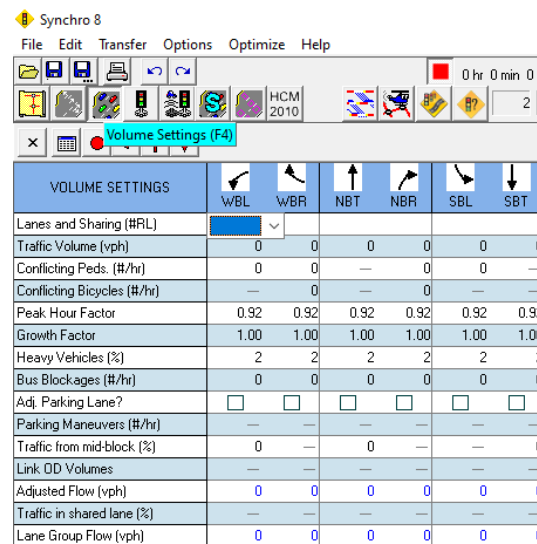 Synchro 8
File Edit Transfer Options Optimize Help
0 hr 0 min 0
HCM 2010 2
Volume Settings (F4)
VOLUME SETTINGS WBL WBR NBT NBR SBL SBT
Lanes and Sharing (#RL)
Traffic Volume (vph) 0 0 0 0 0
Conflicting Peds. (#/hr) 0 0 — 0 0 —
Conflicting Bicycles (#/hr) — 0 — 0 — —
Peak Hour Factor 0.92 0.92 0.92 0.92 0.92 0.9
Growth Factor 1.00 1.00 1.00 1.00 1.00 1.0
Heavy Vehicles (%) 2 2 2 2 2
Bus Blockages (#/hr) 0 0 0 0 0
Adj. Parking Lane?
Parking Maneuvers (#/hr) — — — — — —
Traffic from mid-block (%) 0 — 0 — —
Link OD Volumes — — — — — —
Adjusted Flow (vph) 0 0 0 0 0
Traffic in shared lane (%) — — — — — —
Lane Group Flow (vph) 0 0 0 0 0